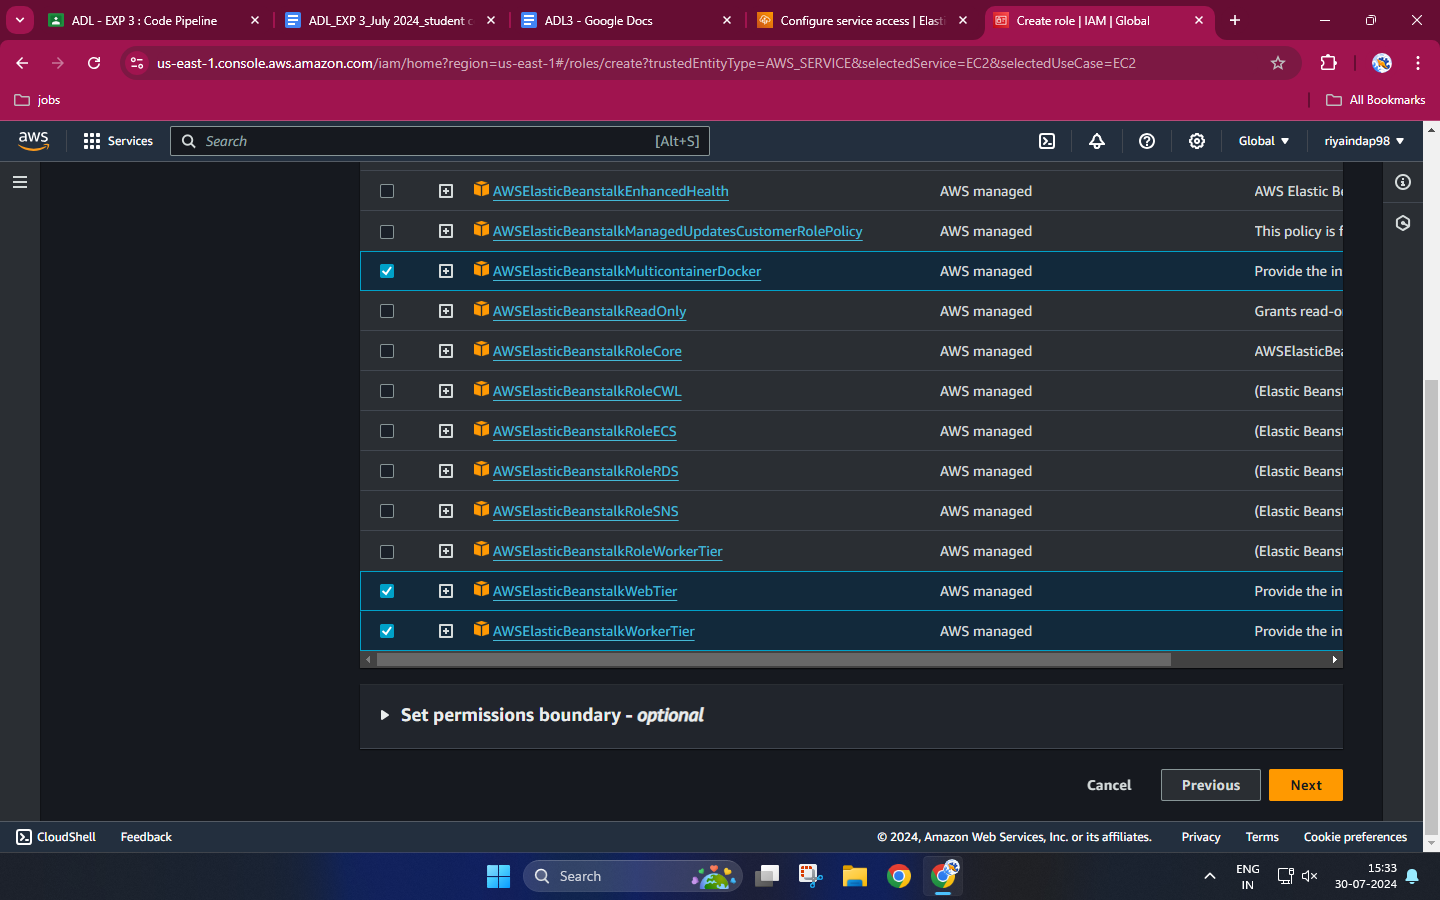 ADL - EXP 3 : Code Pipeline
ADL_EXP 3_July 2024_student c
ADL3 - Google Docs
Configure service access | Elasti
Create role | IAM | Global
us-east-1.console.aws.amazon.com/iam/home?region=us-east-1#/roles/create?trustedEntityType=AWS_SERVICE&selectedService=EC2&selectedUseCase=EC2
jobs
All Bookmarks
aws
Services
Search
[Alt+S]
Global
riyaindap98
AWSElasticBeanstalkEnhancedHealth AWS managed AWS Elastic Be
AWSElasticBeanstalkManagedUpdatesCustomerRolePolicy AWS managed This policy is f
AWSElasticBeanstalkMulticontainerDocker AWS managed Provide the in
AWSElasticBeanstalkReadOnly AWS managed Grants read-o
AWSElasticBeanstalkRoleCore AWS managed AWSElasticBea
AWSElasticBeanstalkRoleCWL AWS managed (Elastic Beanst
AWSElasticBeanstalkRoleECS AWS managed (Elastic Beanst
AWSElasticBeanstalkRoleRDS AWS managed (Elastic Beanst
AWSElasticBeanstalkRoleSNS AWS managed (Elastic Beanst
AWSElasticBeanstalkRoleWorkerTier AWS managed (Elastic Beanst
AWSElasticBeanstalkWebTier AWS managed Provide the in
AWSElasticBeanstalkWorkerTier AWS managed Provide the in
Set permissions boundary - optional
Cancel
Previous
Next
CloudShell
Feedback
© 2024, Amazon Web Services, Inc. or its affiliates.
Privacy
Terms
Cookie preferences
Search
ENG
IN
15:33
30-07-2024